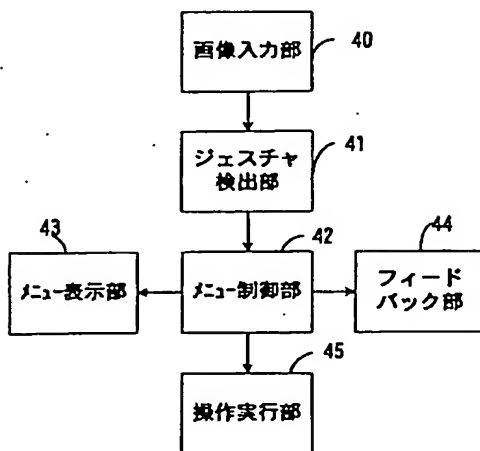 画像入力部
40
ジェスチャ
検出部
41
43
42
44
メニュー表示部
メニュー制御部
フィード
バック部
45
操作実行部